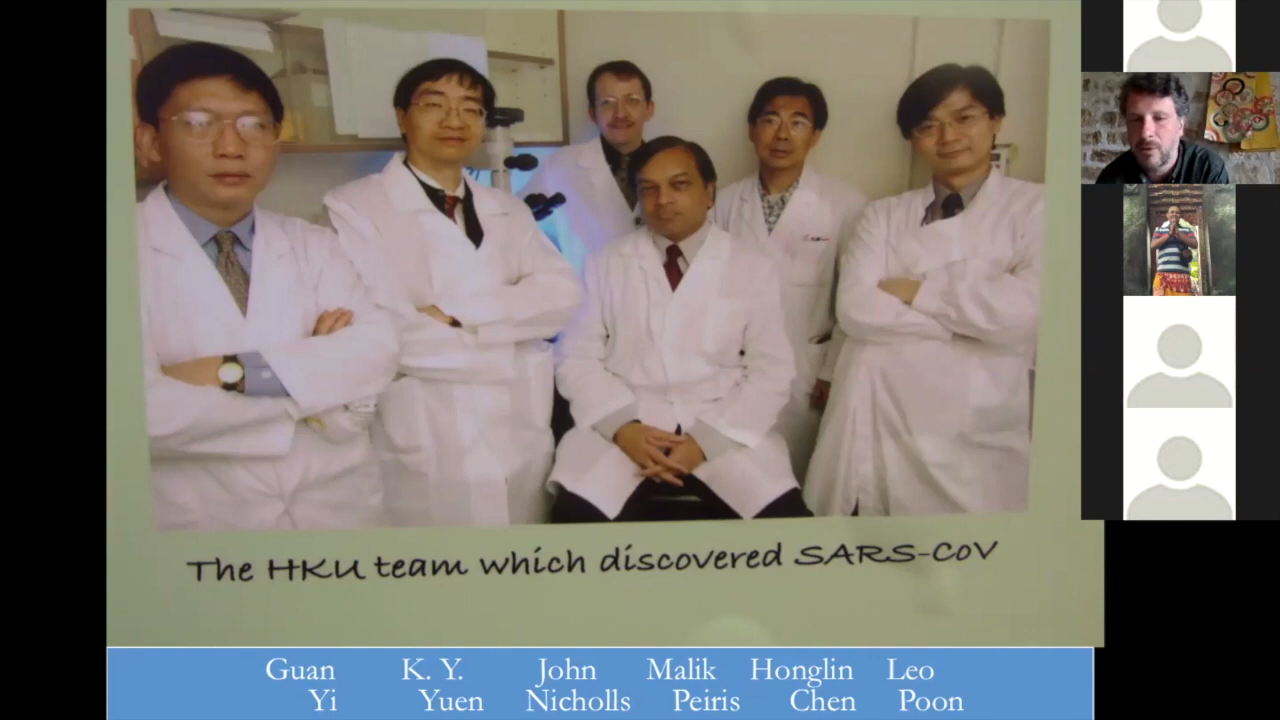 The HKU team which discovered SARS-CoV
Guan K. Y. John Malik Honglin Leo
Yi Yuen Nicholls Peiris Chen Poon